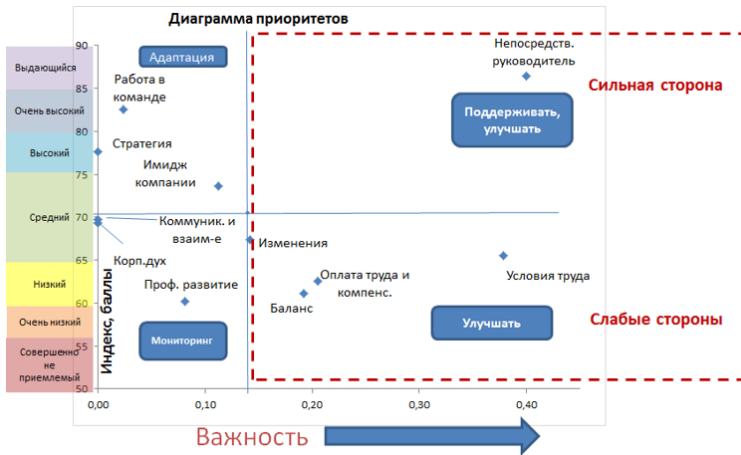 Диаграмма приоритетов
Выдающийся
Очень высокий
Высокий
Средний
Низкий
Очень низкий
Совершенно
не
приемлемый
Индекс, баллы
90
85
80
75
70
65
60
55
50
Адаптация
Работа в
команде
Стратегия
Имидж
компании
Коммуник. и
взаим-е
Корп.дух
Проф. развитие
Мониторинг
Непосредств.
руководитель
Поддерживать,
улучшать
Сильная сторона
Изменения
Оплата труда и
компенс.
Баланс
Условия труда
Улучшать
Слабые стороны
0,00
0,10
0,20
0,30
0,40
Важность